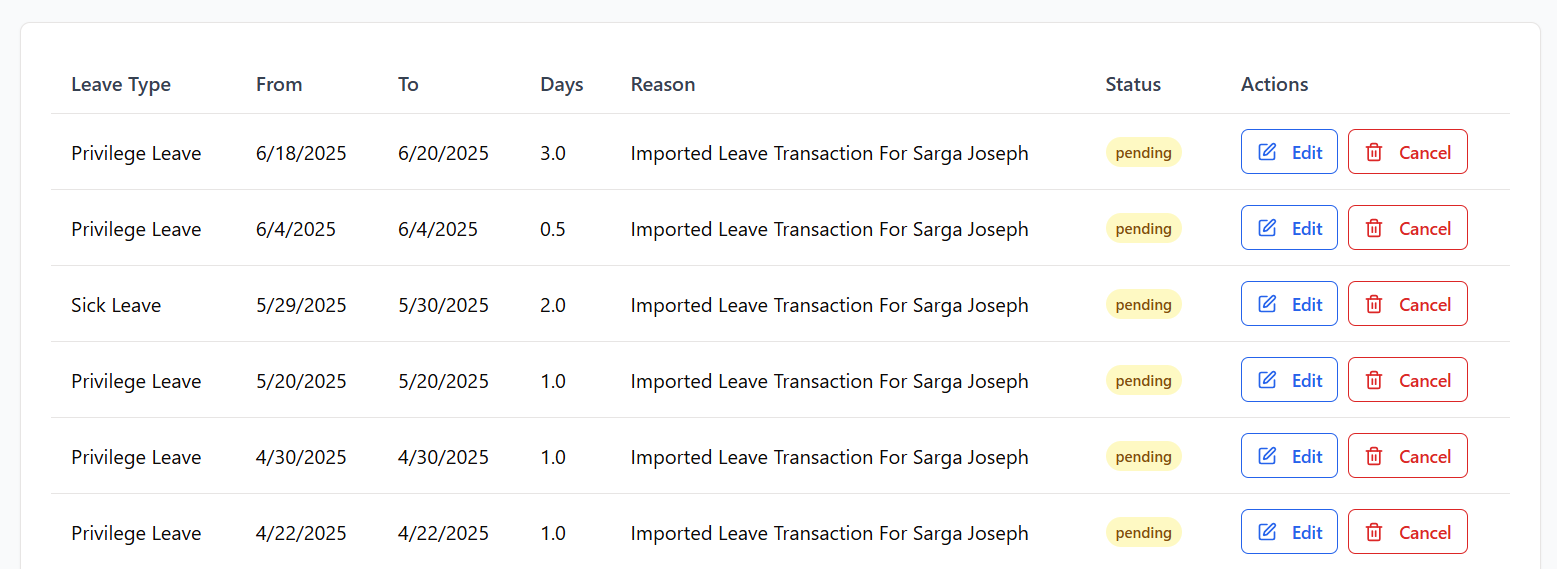 Leave Type From To Days Reason Status Actions
Privilege Leave 6/18/2025 6/20/2025 3.0 Imported Leave Transaction For Sarga Joseph pending Edit Cancel
Privilege Leave 6/4/2025 6/4/2025 0.5 Imported Leave Transaction For Sarga Joseph pending Edit Cancel
Sick Leave 5/29/2025 5/30/2025 2.0 Imported Leave Transaction For Sarga Joseph pending Edit Cancel
Privilege Leave 5/20/2025 5/20/2025 1.0 Imported Leave Transaction For Sarga Joseph pending Edit Cancel
Privilege Leave 4/30/2025 4/30/2025 1.0 Imported Leave Transaction For Sarga Joseph pending Edit Cancel
Privilege Leave 4/22/2025 4/22/2025 1.0 Imported Leave Transaction For Sarga Joseph pending Edit Cancel